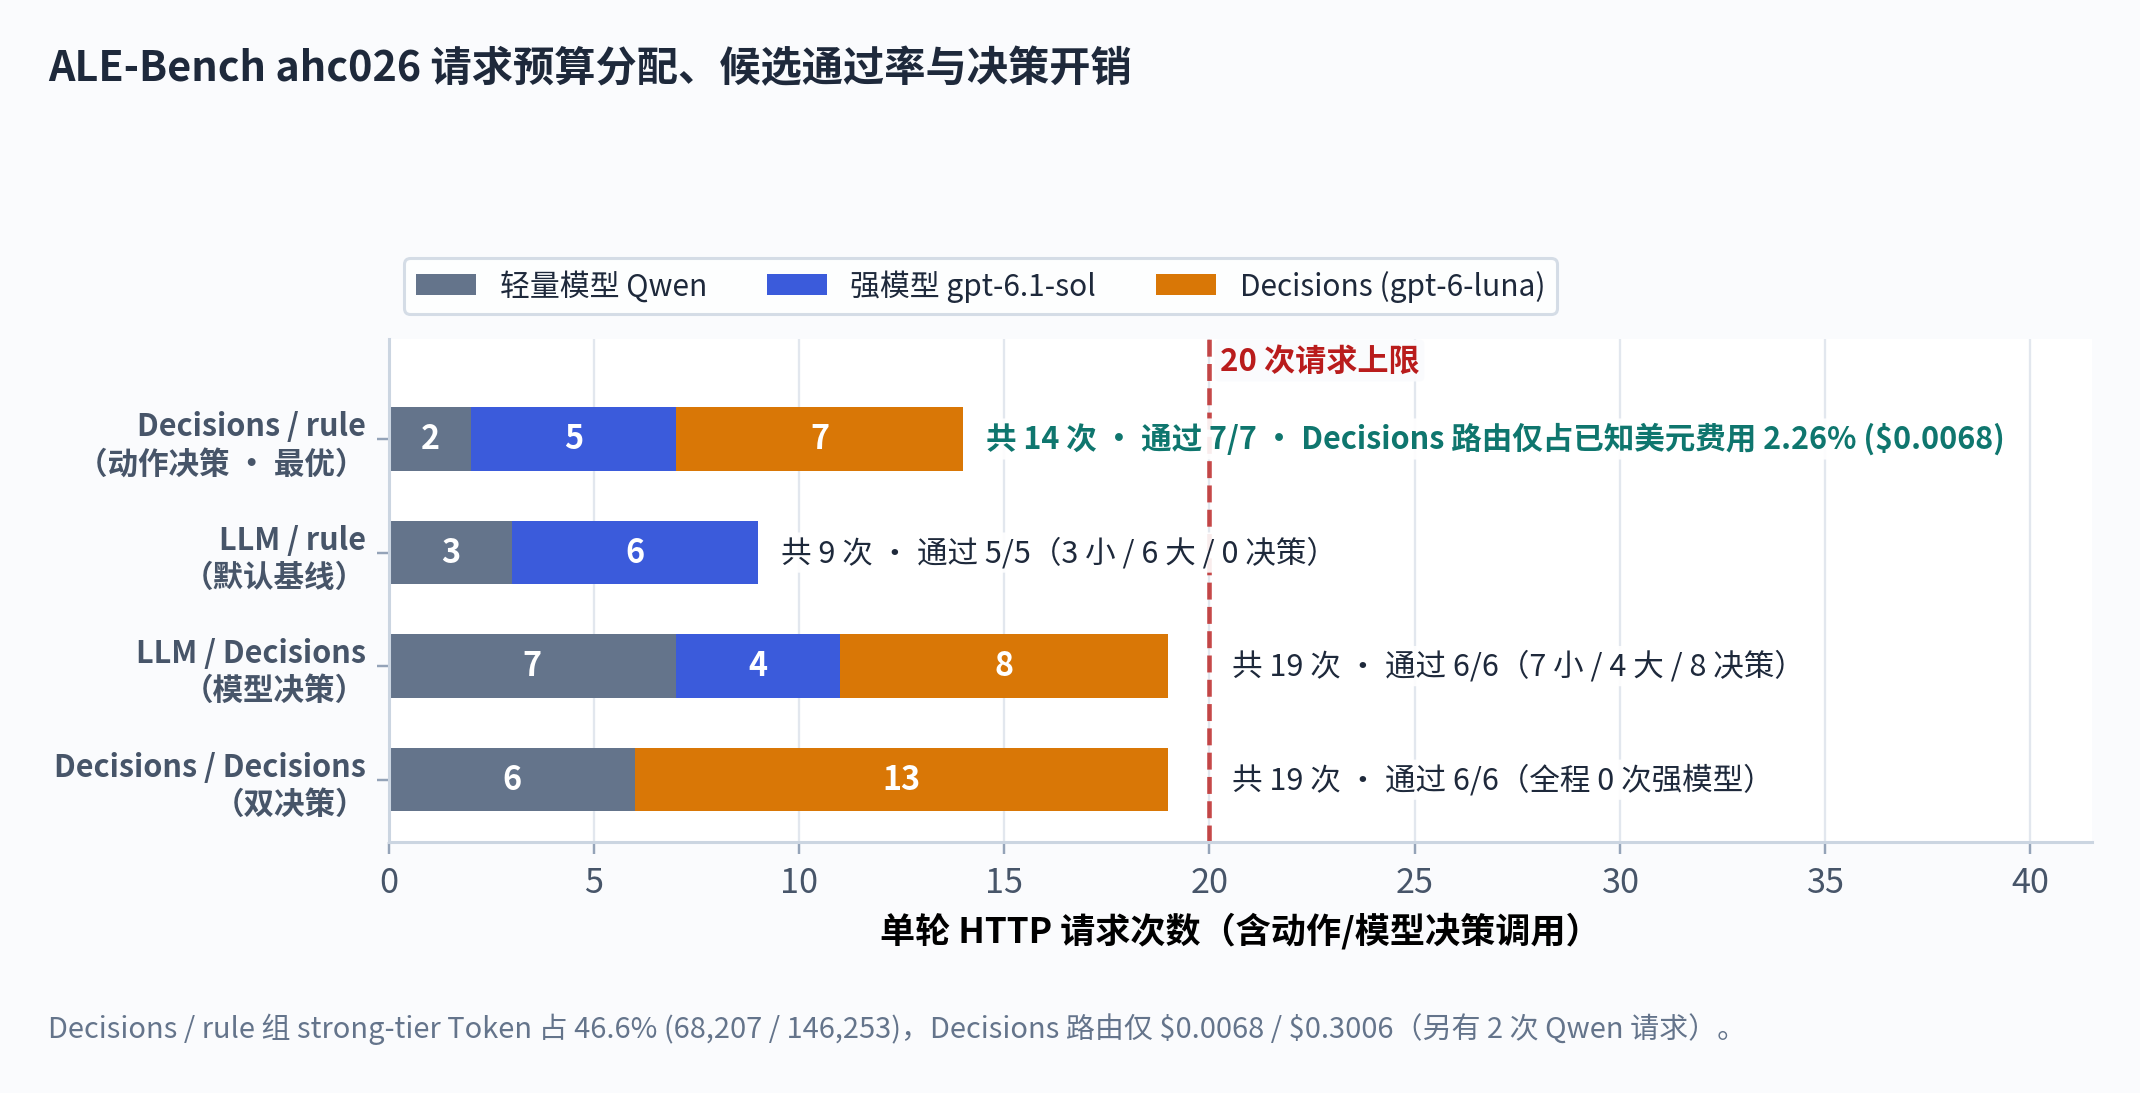 ALE-Bench ahc026 请求预算分配、候选通过率与决策开销
轻量模型 Qwen
强模型 gpt-6.1-sol
Decisions (gpt-6-luna)
20 次请求上限
Decisions / rule
（动作决策 · 最优）
2
5
7
共 14 次 · 通过 7/7 · Decisions 路由仅占已知美元费用 2.26% ($0.0068)
LLM / rule
（默认基线）
3
6
共 9 次 · 通过 5/5（3 小 / 6 大 / 0 决策）
LLM / Decisions
（模型决策）
7
4
8
共 19 次 · 通过 6/6（7 小 / 4 大 / 8 决策）
Decisions / Decisions
（双决策）
6
13
共 19 次 · 通过 6/6（全程 0 次强模型）
0 5 10 15 20 25 30 35 40
单轮 HTTP 请求次数（含动作/模型决策调用）
Decisions / rule 组 strong-tier Token 占 46.6% (68,207 / 146,253)，Decisions 路由仅 $0.0068 / $0.3006（另有 2 次 Qwen 请求）。